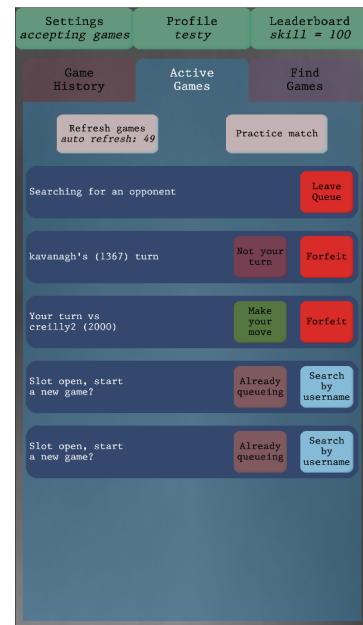 Settings
accepting games
Profile
testy
Leaderboard
skill = 100
Game
History
Active
Games
Find
Games
Refresh games
auto refresh: 49
Practice match
Searching for an opponent
Leave
Queue
kavanagh's (1367) turn
Not your
turn
Forfeit
Your turn vs
creilly2 (2000)
Make
your
move
Forfeit
Slot open, start
a new game?
Already
queueing
Search
by
username
Slot open, start
a new game?
Already
queueing
Search
by
username